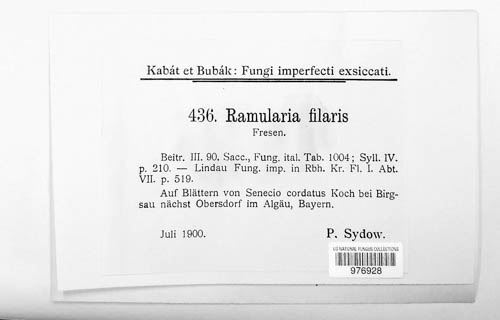 Kabát et Bubák: Fungi imperfecti exsiccati.
436. Ramularia filaris
Fresen.
Beitr. III. 90. Sacc., Fung. ital. Tab. 1004; Syll. IV.
p. 210. — Lindau Fung. imp. in Rbh. Kr. Fl. I. Abt.
VII. p. 519.
Auf Blättern von Senecio cordatus Koch bei Birg-
sau nächst Obersdorf im Algäu, Bayern.
Juli 1900. P. Sydow.
US NATIONAL FUNGUS COLLECTIONS
976928